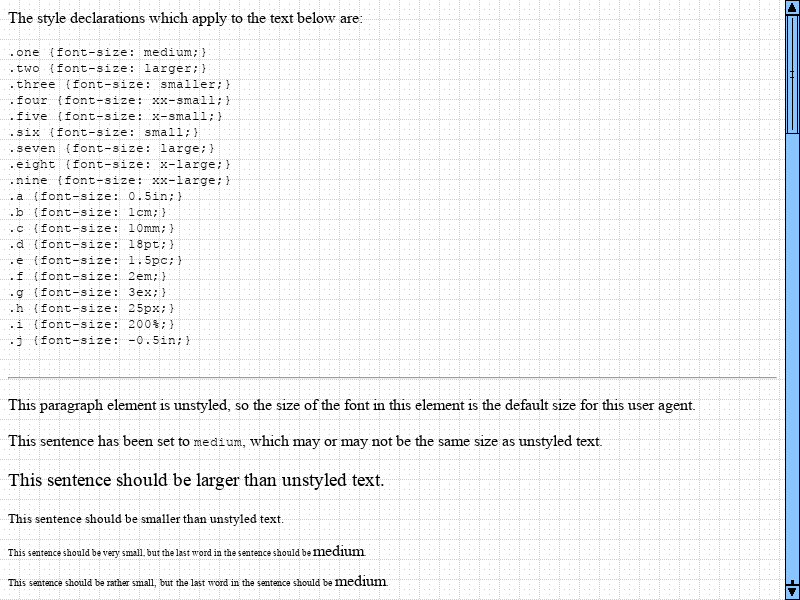 The style declarations which apply to the text below are:
.one {font-size: medium;}
.two {font-size: larger;}
.three {font-size: smaller;}
.four {font-size: xx-small;}
.five {font-size: x-small;}
.six {font-size: small;}
.seven {font-size: large;}
.eight {font-size: x-large;}
.nine {font-size: xx-large;}
.a {font-size: 0.5in;}
.b {font-size: 1cm;}
.c {font-size: 10mm;}
.d {font-size: 18pt;}
.e {font-size: 1.5pc;}
.f {font-size: 2em;}
.g {font-size: 3ex;}
.h {font-size: 25px;}
.i {font-size: 200%;}
.j {font-size: -0.5in;}
This paragraph element is unstyled, so the size of the font in this element is the default size for this user agent.
This sentence has been set to medium, which may or may not be the same size as unstyled text.
This sentence should be larger than unstyled text.
This sentence should be smaller than unstyled text.
This sentence should be very small, but the last word in the sentence should be medium.
This sentence should be rather small, but the last word in the sentence should be medium.